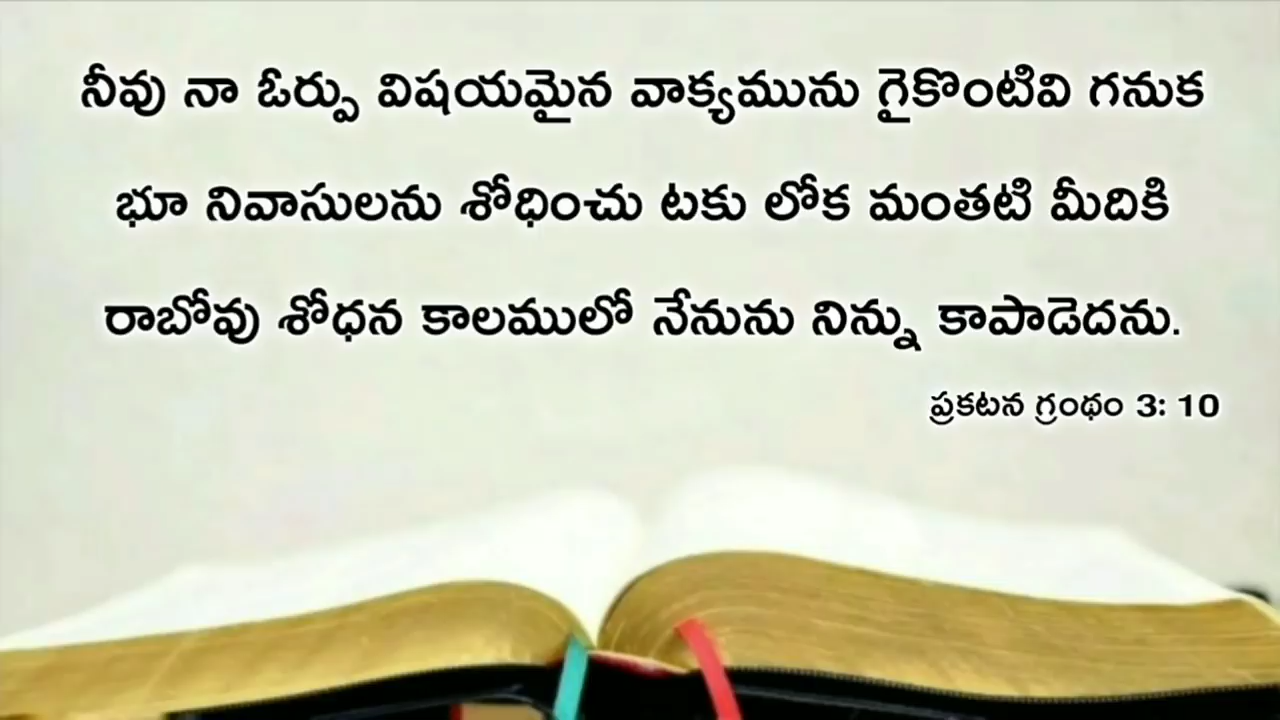 నీవు నా ఓర్పు విషయమైన వాక్యమును గైకొంటివి గనుక
భూ నివాసులను శోధించు టకు లోక మంతటి మీదికి
రాబోవు శోధన కాలములో నేనును నిన్ను కాపాడెదను.
ప్రకటన గ్రంథం 3: 10